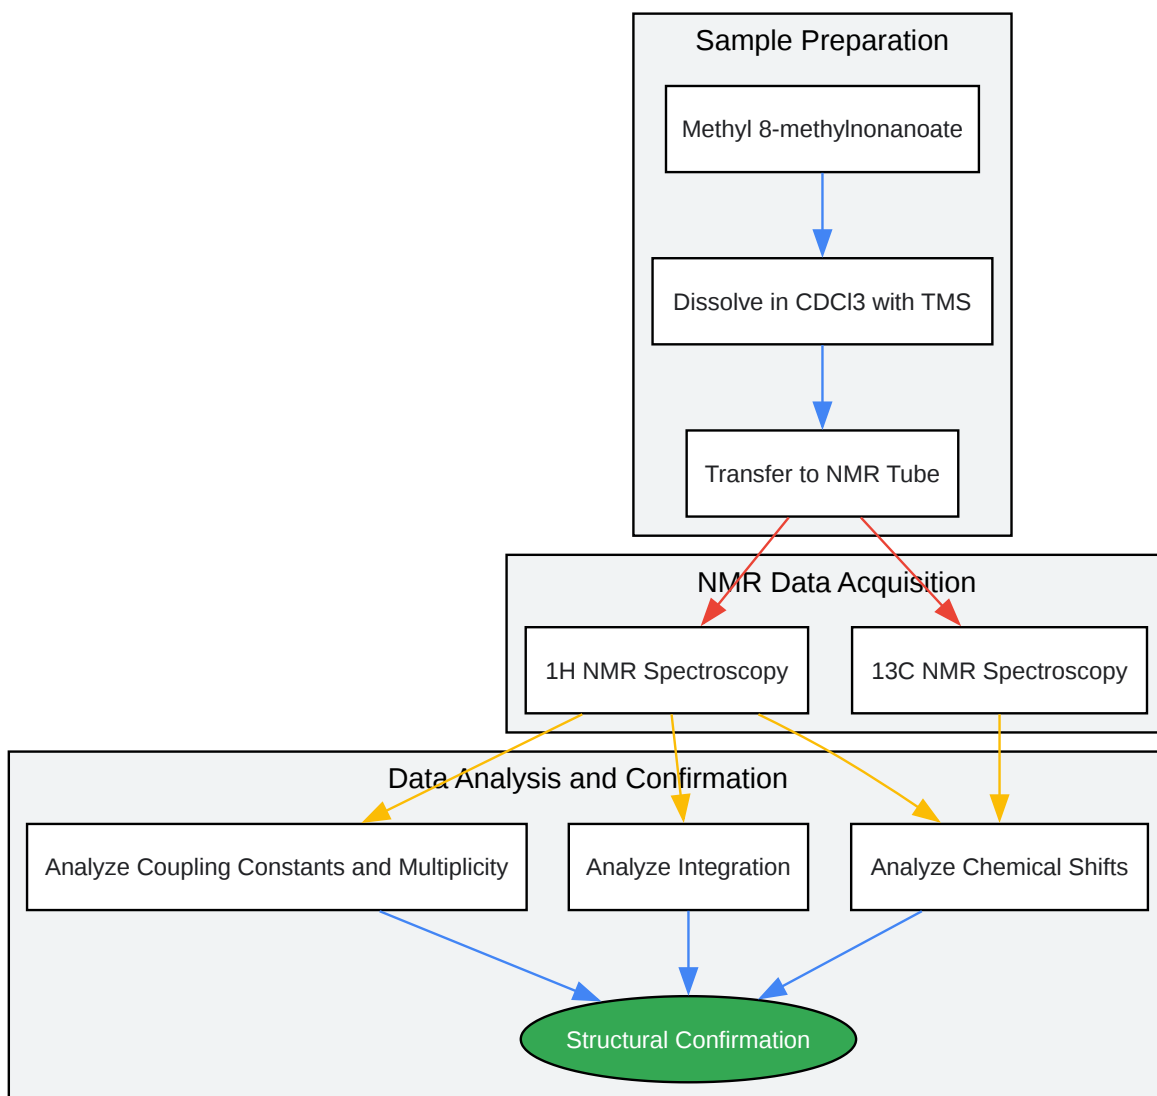 Sample Preparation
Methyl 8-methylnonanoate
Dissolve in CDCl3 with TMS
Transfer to NMR Tube
NMR Data Acquisition
1H NMR Spectroscopy
13C NMR Spectroscopy
Data Analysis and Confirmation
Analyze Coupling Constants and Multiplicity
Analyze Integration
Analyze Chemical Shifts
Structural Confirmation